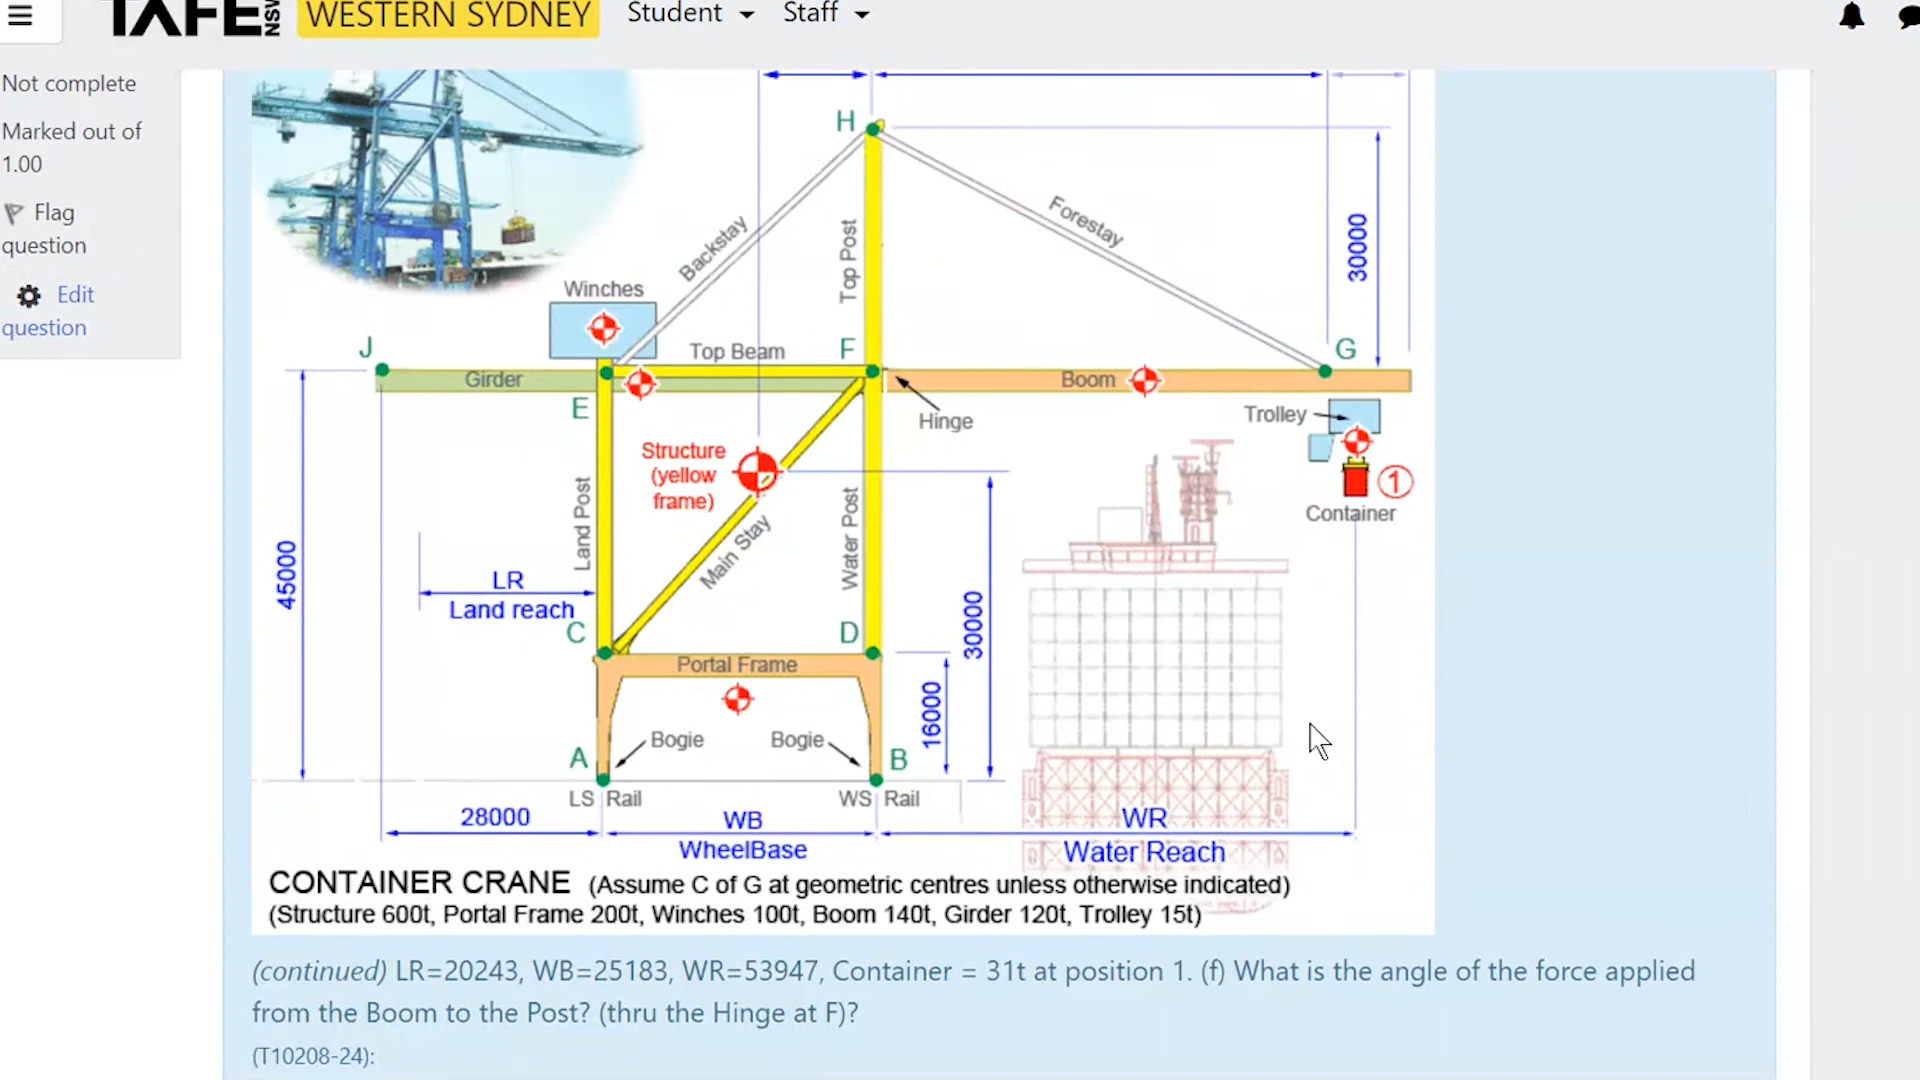 TAFE NSW
WESTERN SYDNEY
Student
Staff
Not complete
Marked out of
1.00
Flag
question
Edit
question
H
Backstay
Top Post
Forestay
30000
Winches
J
Top Beam
F
G
Girder
Boom
E
Hinge
Trolley
Structure
(yellow
frame)
1
Container
Land Post
Main Stay
Water Post
45000
LR
Land reach
30000
C
D
Portal Frame
16000
Bogie
Bogie
A
B
LS Rail
WS Rail
28000
WB
WheelBase
WR
Water Reach
CONTAINER CRANE (Assume C of G at geometric centres unless otherwise indicated)
(Structure 600t, Portal Frame 200t, Winches 100t, Boom 140t, Girder 120t, Trolley 15t)
(continued) LR=20243, WB=25183, WR=53947, Container = 31t at position 1. (f) What is the angle of the force applied
from the Boom to the Post? (thru the Hinge at F)?
(T10208-24):